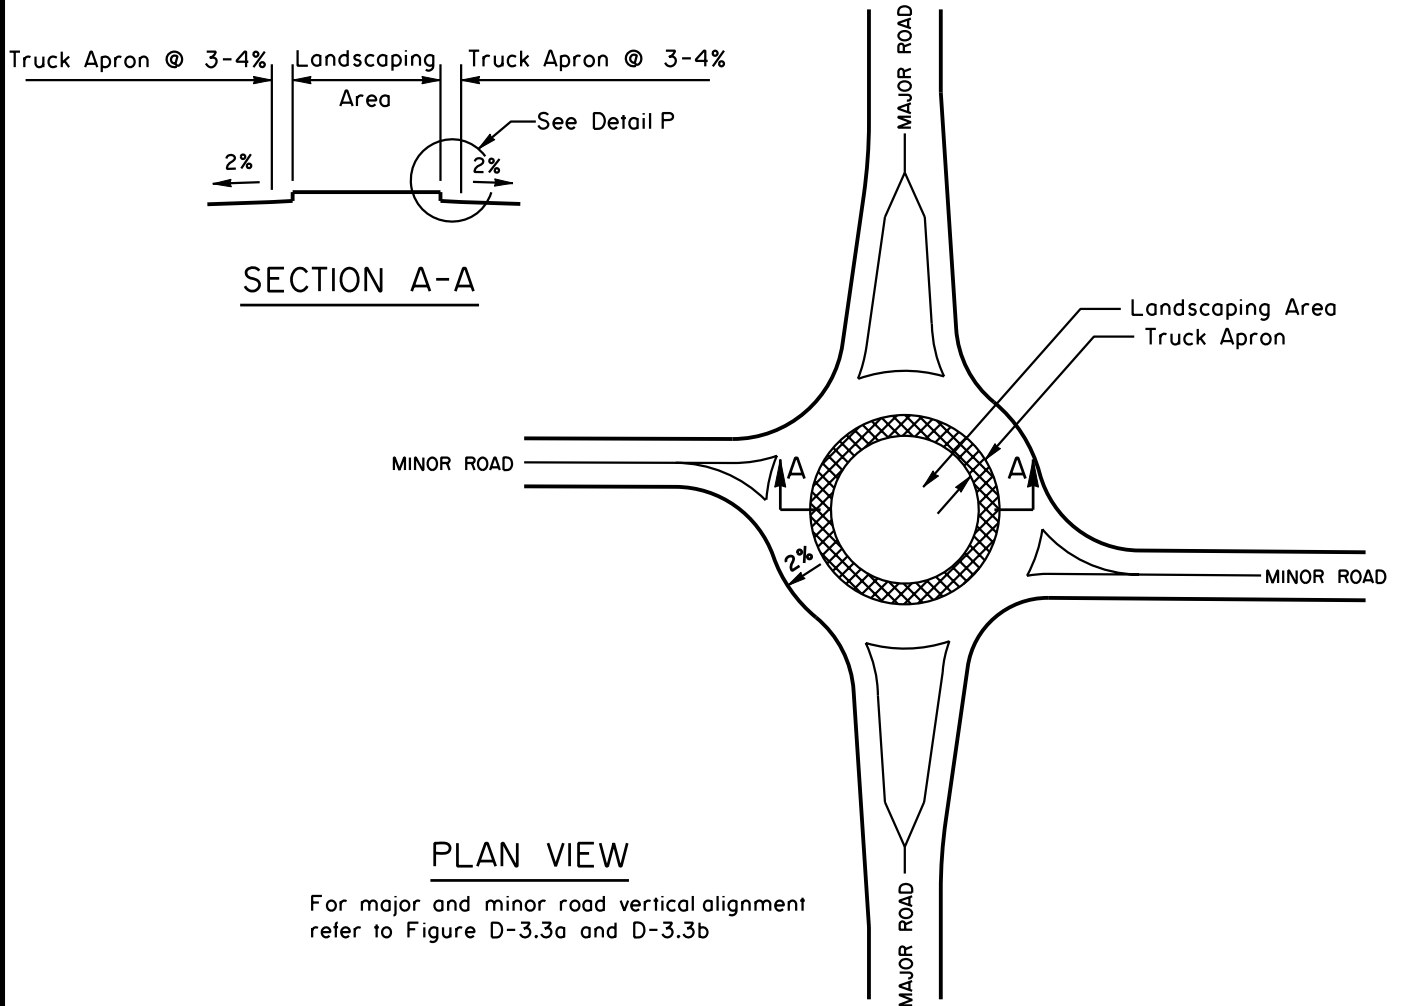 Truck Apron @ 3-4%
Landscaping
Area
Truck Apron @ 3-4%
See Detail P
2%
2%
SECTION A-A
MAJOR ROAD
Landscaping Area
Truck Apron
MINOR ROAD
A
A
2%
MINOR ROAD
PLAN VIEW
For major and minor road vertical alignment
refer to Figure D-3.3a and D-3.3b
MAJOR ROAD